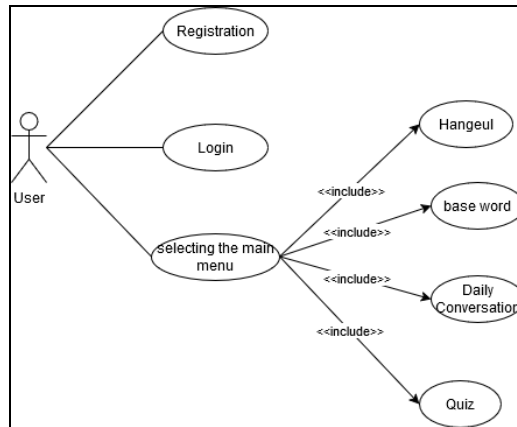 Registration
Login
User
selecting the main
menu
<<include>>
<<include>>
<<include>>
<<include>>
Hangeul
base word
Daily
Conversation
Quiz